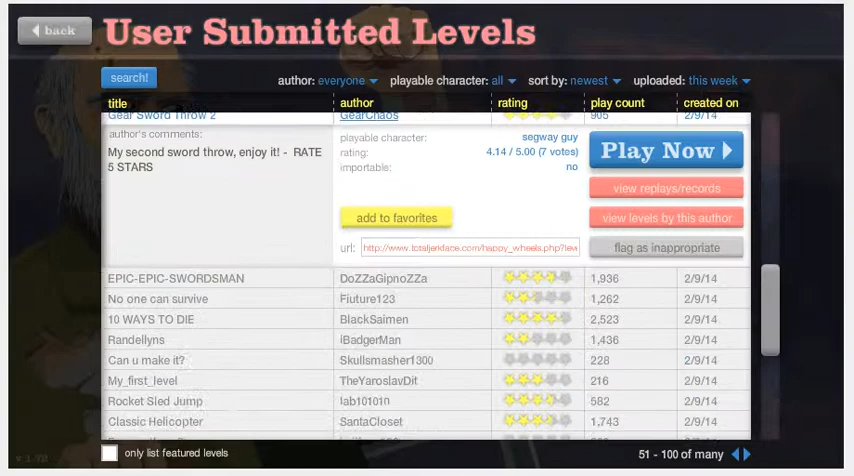 back
User Submitted Levels
search!
author: everyone playable character: all sort by: newest uploaded: this week
title author rating play count created on
Gear Sword Throw 2 GearChaos 905 2/9/14
author's comments:
My second sword throw, enjoy it! - RATE
5 STARS
playable character: segway guy
rating: 4.14 / 5.00 (7 votes)
importable: no
add to favorites
url: http://www.totaljerkface.com/happy_wheels.php?lev
Play Now
view replays/records
view levels by this author
flag as inappropriate
EPIC-EPIC-SWORDSMAN DoZZaGipnoZZa 1,936 2/9/14
No one can survive Fiuture123 1,262 2/9/14
10 WAYS TO DIE BlackSaimen 2,523 2/9/14
Randellyns iBadgerMan 1,436 2/9/14
Can u make it? Skullsmasher1300 228 2/9/14
My_first_level TheYaroslavDit 216 2/9/14
Rocket Sled Jump lab101010 582 2/9/14
Classic Helicopter SantaCloset 1,743 2/9/14
only list featured levels
51 - 100 of many